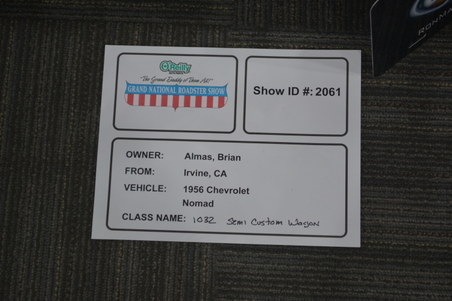 O'Reilly
"The Grand Daddy of Them All!"
GRAND NATIONAL ROADSTER SHOW
Show ID #: 2061
OWNER: Almas, Brian
FROM: Irvine, CA
VEHICLE: 1956 Chevrolet
Nomad
CLASS NAME: 1032 Semi Custom Wagon